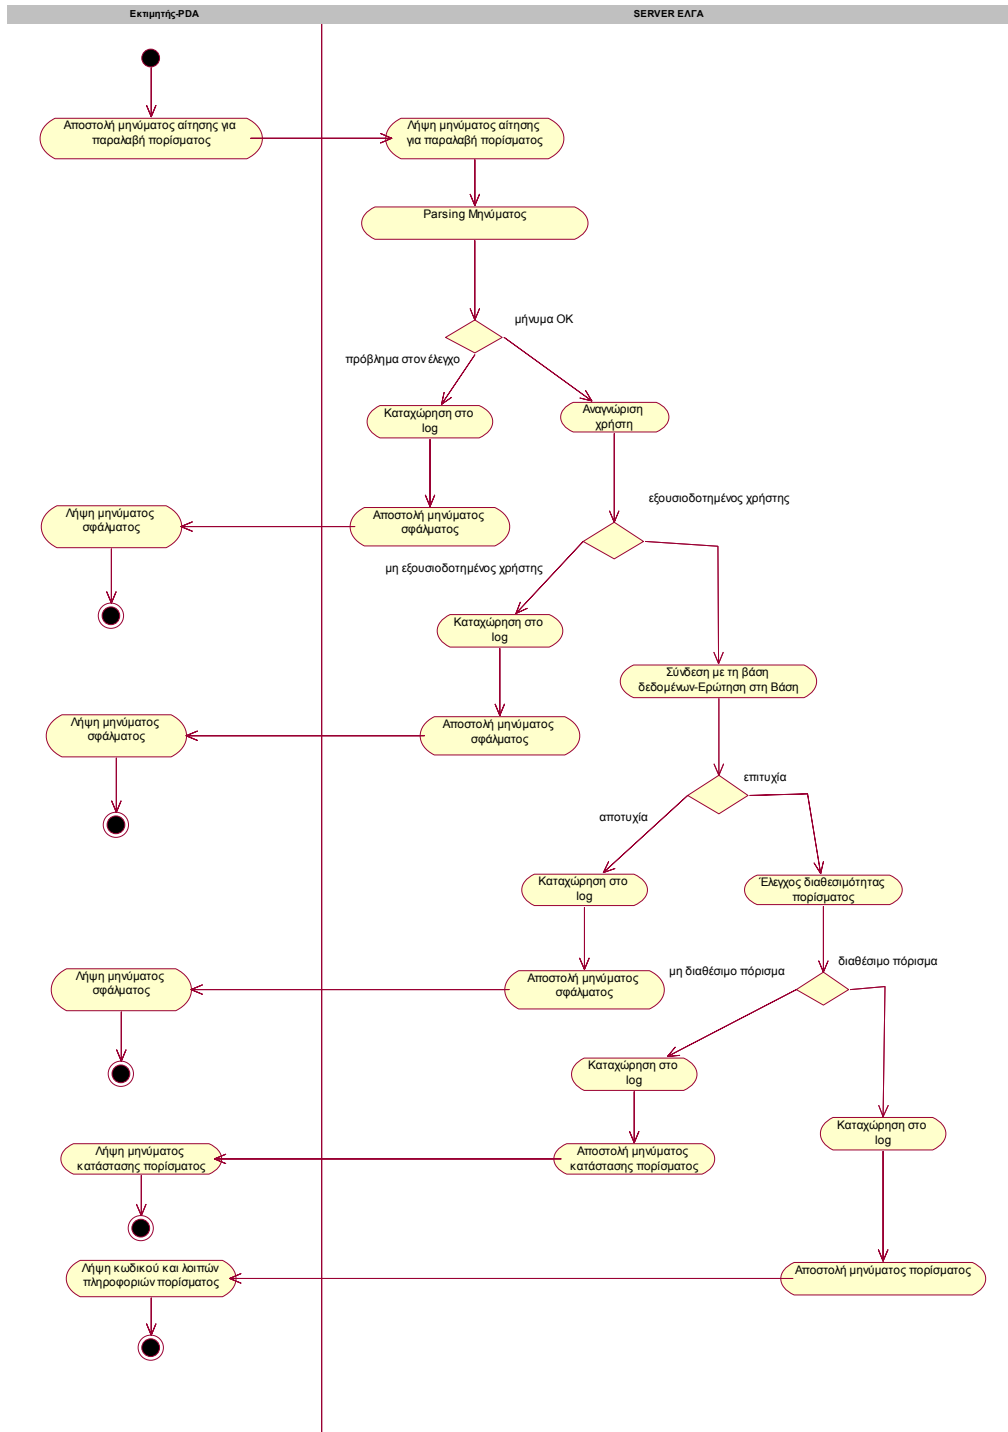 Εκτιμητής-PDA
SERVER ΕΛΓΑ
Αποστολή μηνύματος αίτησης για
παραλαβή πορίσματος
Λήψη μηνύματος αίτησης
για παραλαβή πορίσματος
Parsing Μηνύματος
μήνυμα OK
πρόβλημα στον έλεγχο
Καταχώρηση στο
log
Αναγνώριση
χρήστη
εξουσιοδοτημένος χρήστης
Λήψη μηνύματος
σφάλματος
Αποστολή μηνύματος
σφάλματος
μη εξουσιοδοτημένος χρήστης
Καταχώρηση στο
log
Σύνδεση με τη βάση
δεδομένων-Ερώτηση στη Βάση
Λήψη μηνύματος
σφάλματος
Αποστολή μηνύματος
σφάλματος
επιτυχία
αποτυχία
Καταχώρηση στο
log
Έλεγχος διαθεσιμότητας
πορίσματος
διαθέσιμο πόρισμα
μη διαθέσιμο πόρισμα
Λήψη μηνύματος
σφάλματος
Αποστολή μηνύματος
σφάλματος
Καταχώρηση στο
log
Καταχώρηση στο
log
Λήψη μηνύματος
κατάστασης πορίσματος
Αποστολή μηνύματος
κατάστασης πορίσματος
Λήψη κωδικού και λοιπών
πληροφοριών πορίσματος
Αποστολή μηνύματος πορίσματος